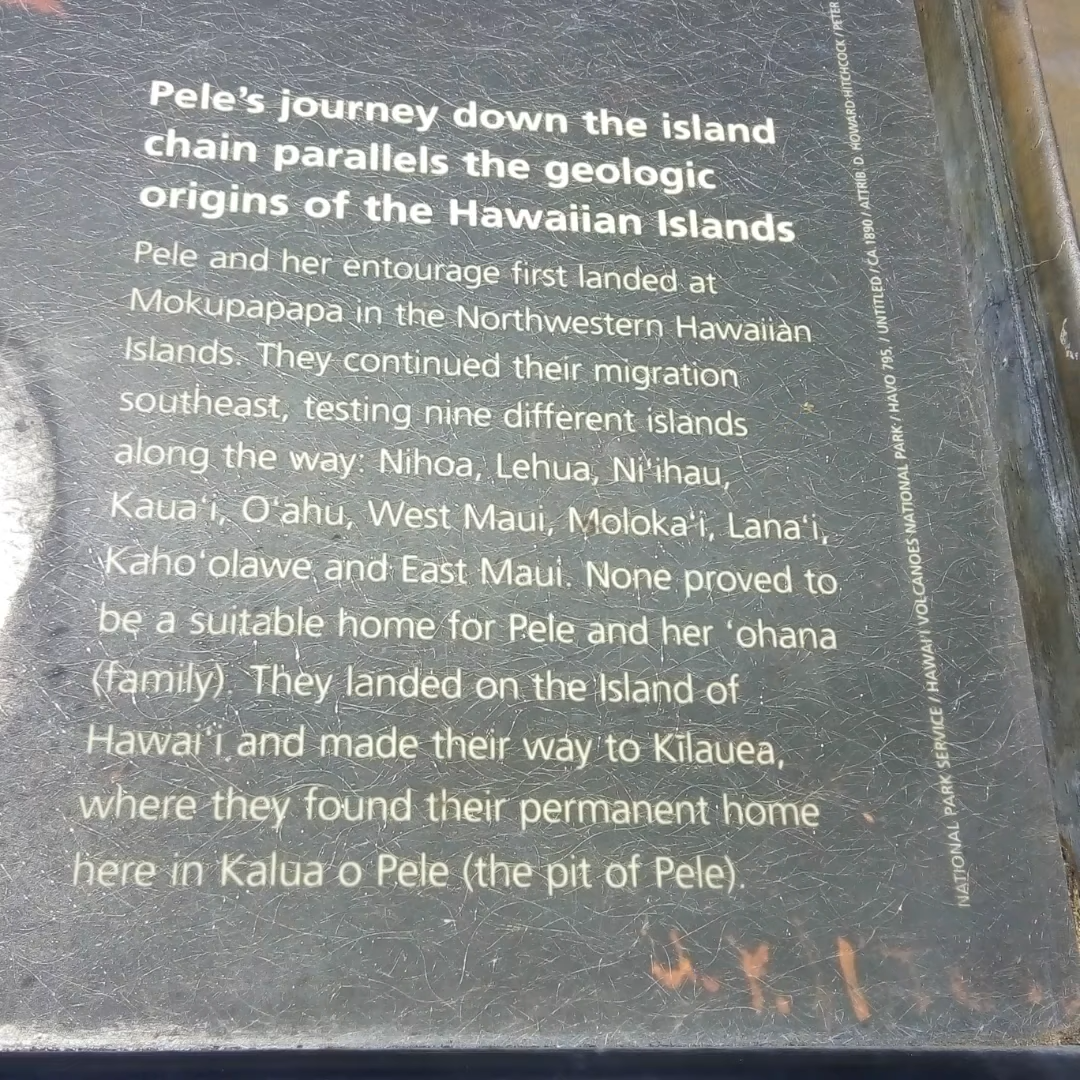 Pele's journey down the island
chain parallels the geologic
origins of the Hawaiian Islands
Pele and her entourage first landed at
Mokupapapa in the Northwestern Hawaiian
Islands. They continued their migration
southeast, testing nine different islands
along the way: Nihoa, Lehua, Ni‘ihau,
Kaua‘i, O‘ahu, West Maui, Moloka‘i, Lana‘i,
Kaho‘olawe and East Maui. None proved to
be a suitable home for Pele and her ‘ohana
(family). They landed on the Island of
Hawai‘i and made their way to Kīlauea,
where they found their permanent home
here in Kalua o Pele (the pit of Pele).
NATIONAL PARK SERVICE / HAWAI‘I VOLCANOES NATIONAL PARK / HAVO 795, / UNTITLED / CA.1890 / ATTRIB. D. HOWARD HITCHCOCK / PETER